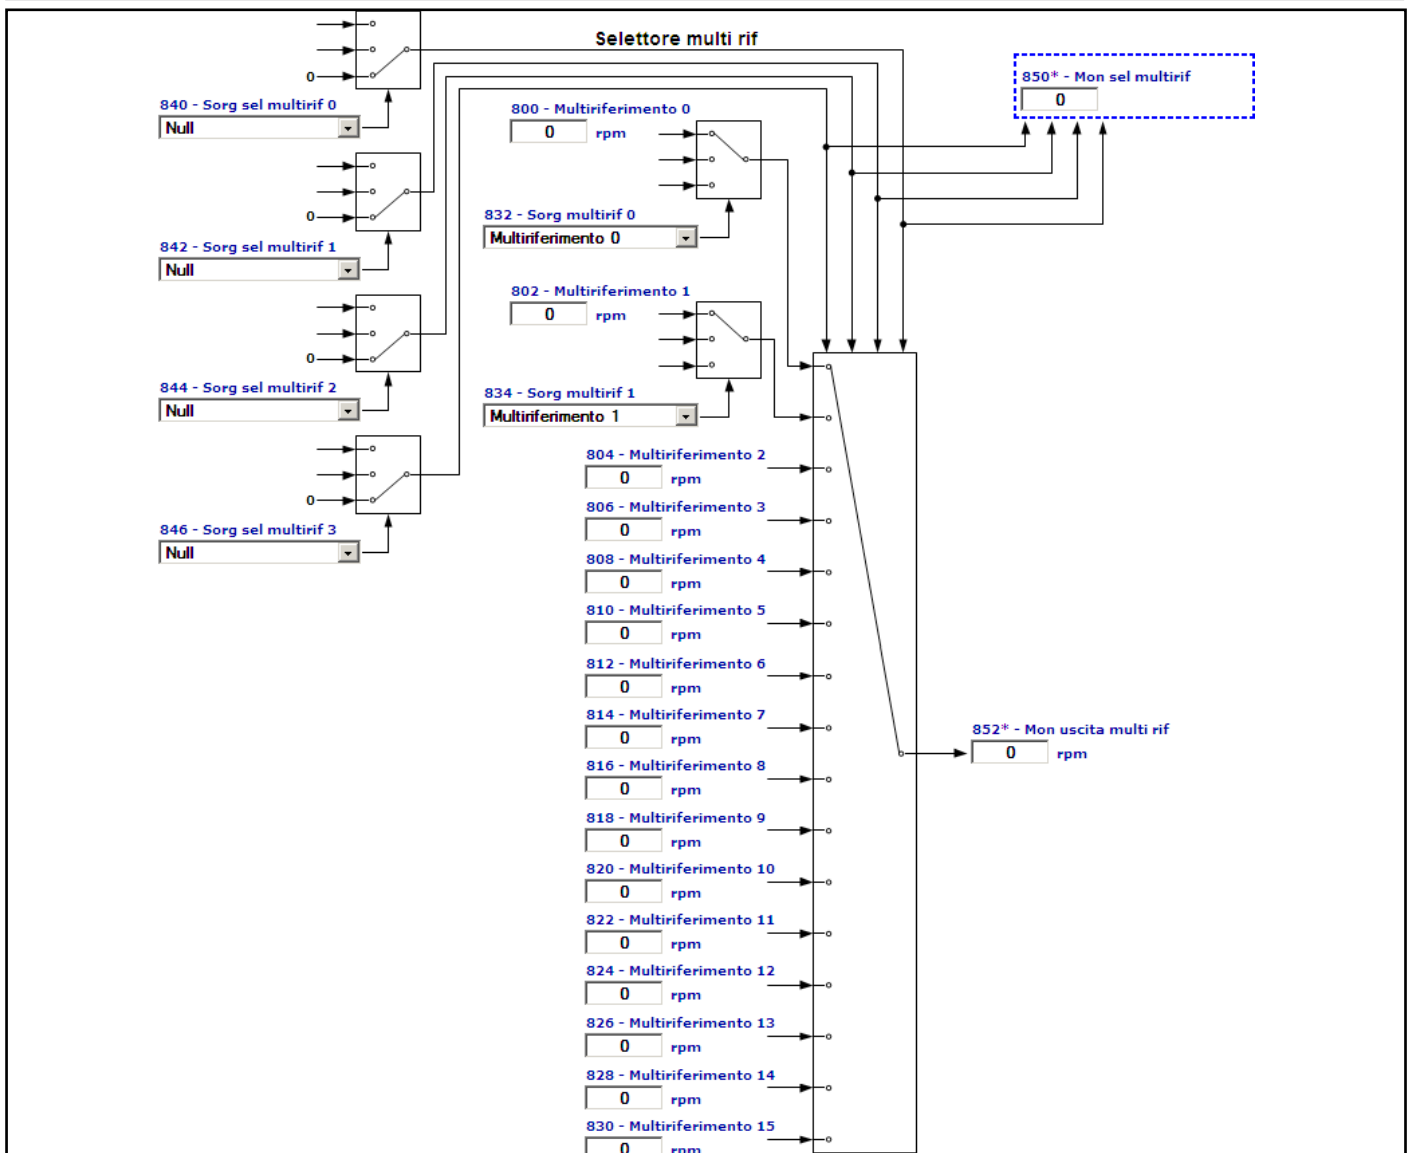 Selettore multi rif
0
840 - Sorg sel multirif 0
Null
0
842 - Sorg sel multirif 1
Null
0
844 - Sorg sel multirif 2
Null
0
846 - Sorg sel multirif 3
Null
800 - Multiriferimento 0
0 rpm
832 - Sorg multirif 0
Multiriferimento 0
802 - Multiriferimento 1
0 rpm
834 - Sorg multirif 1
Multiriferimento 1
804 - Multiriferimento 2
0 rpm
806 - Multiriferimento 3
0 rpm
808 - Multiriferimento 4
0 rpm
810 - Multiriferimento 5
0 rpm
812 - Multiriferimento 6
0 rpm
814 - Multiriferimento 7
0 rpm
816 - Multiriferimento 8
0 rpm
818 - Multiriferimento 9
0 rpm
820 - Multiriferimento 10
0 rpm
822 - Multiriferimento 11
0 rpm
824 - Multiriferimento 12
0 rpm
826 - Multiriferimento 13
0 rpm
828 - Multiriferimento 14
0 rpm
830 - Multiriferimento 15
0 rpm
850* - Mon sel multirif
0
852* - Mon uscita multi rif
0 rpm